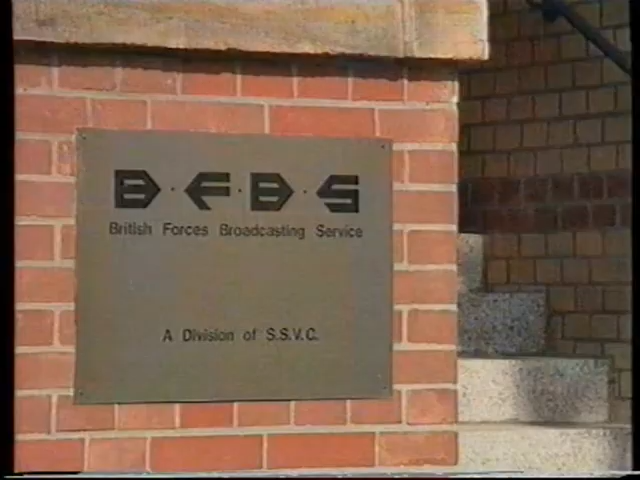 B·F·B·S
British Forces Broadcasting Service
A Division of S.S.V.C.